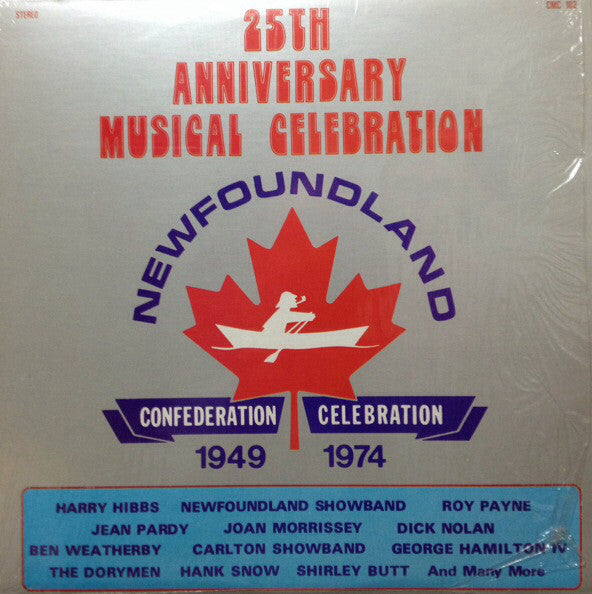 STEREO CMC 182
25TH
ANNIVERSARY
MUSICAL CELEBRATION
NEWFOUNDLAND
CONFEDERATION CELEBRATION
1949 1974
HARRY HIBBS NEWFOUNDLAND SHOWBAND ROY PAYNE
JEAN PARDY JOAN MORRISSEY DICK NOLAN
BEN WEATHERBY CARLTON SHOWBAND GEORGE HAMILTON IV
THE DORYMEN HANK SNOW SHIRLEY BUTT And Many More